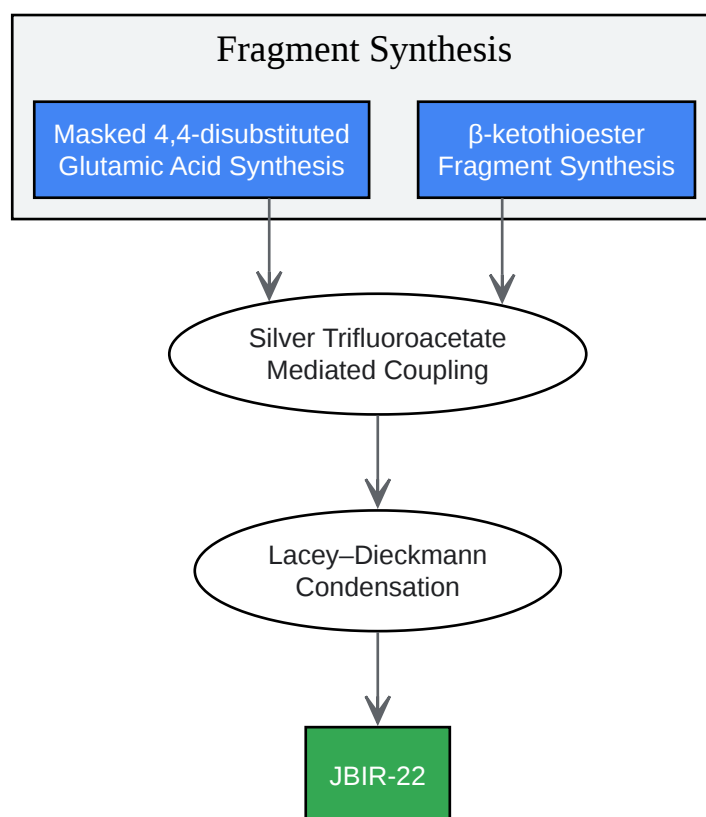 Fragment Synthesis
Masked 4,4-disubstituted
Glutamic Acid Synthesis
β-ketothioester
Fragment Synthesis
Silver Trifluoroacetate
Mediated Coupling
Lacey–Dieckmann
Condensation
JBIR-22